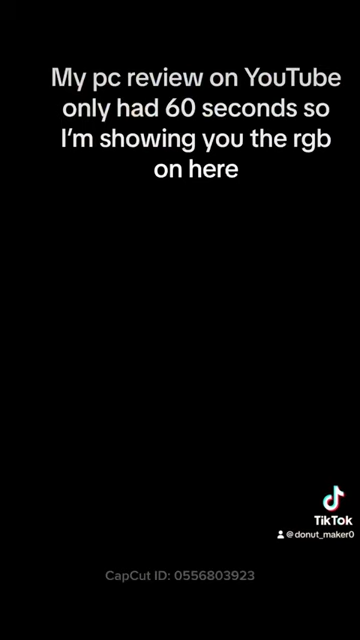 My pc review on YouTube
only had 60 seconds so
I'm showing you the rgb
on here
TikTok
@donut_maker0
CapCut ID: 0556803923